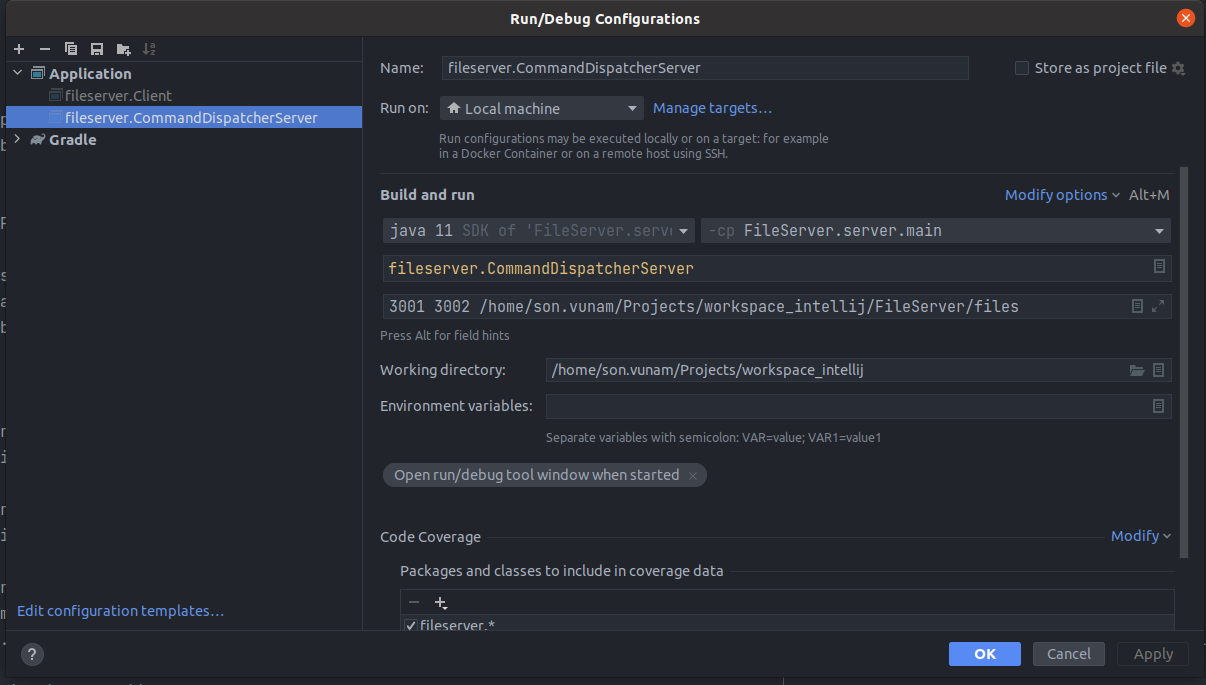 Run/Debug Configurations
Application
fileserver.Client
fileserver.CommandDispatcherServer
Gradle
Edit configuration templates...
Name: fileserver.CommandDispatcherServer Store as project file
Run on: Local machine Manage targets...
Run configurations may be executed locally or on a target: for example
in a Docker Container or on a remote host using SSH.
Build and run Modify options Alt+M
java 11 SDK of 'FileServer.serve -cp FileServer.server.main
fileserver.CommandDispatcherServer
3001 3002 /home/son.vunam/Projects/workspace_intellij/FileServer/files
Press Alt for field hints
Working directory: /home/son.vunam/Projects/workspace_intellij
Environment variables:
Separate variables with semicolon: VAR=value; VAR1=value1
Open run/debug tool window when started
Code Coverage Modify
Packages and classes to include in coverage data
fileserver.*
? OK Cancel Apply